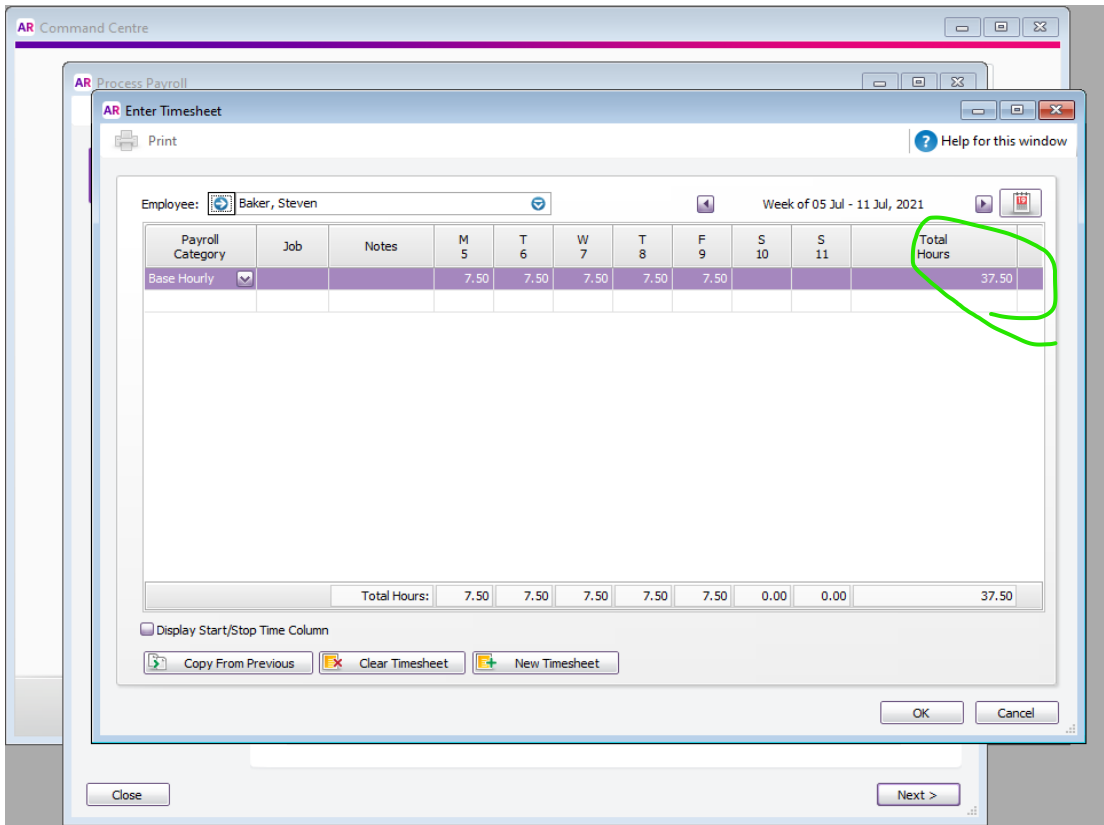 AR Command Centre
AR Process Payroll
AR Enter Timesheet
Print
? Help for this window
Employee: Baker, Steven
Week of 05 Jul - 11 Jul, 2021
19
Payroll Category Job Notes M 5 T 6 W 7 T 8 F 9 S 10 S 11 Total Hours
Base Hourly 7.50 7.50 7.50 7.50 7.50 37.50
Total Hours: 7.50 7.50 7.50 7.50 7.50 0.00 0.00 37.50
Display Start/Stop Time Column
Copy From Previous Clear Timesheet New Timesheet
OK Cancel
Close Next >